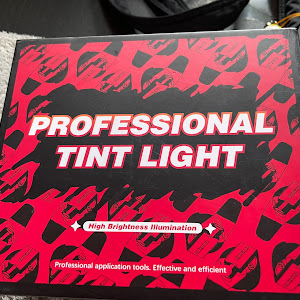 PROFESSIONAL
TINT LIGHT
High Brightness Illumination
Professional application tools. Effective and efficient